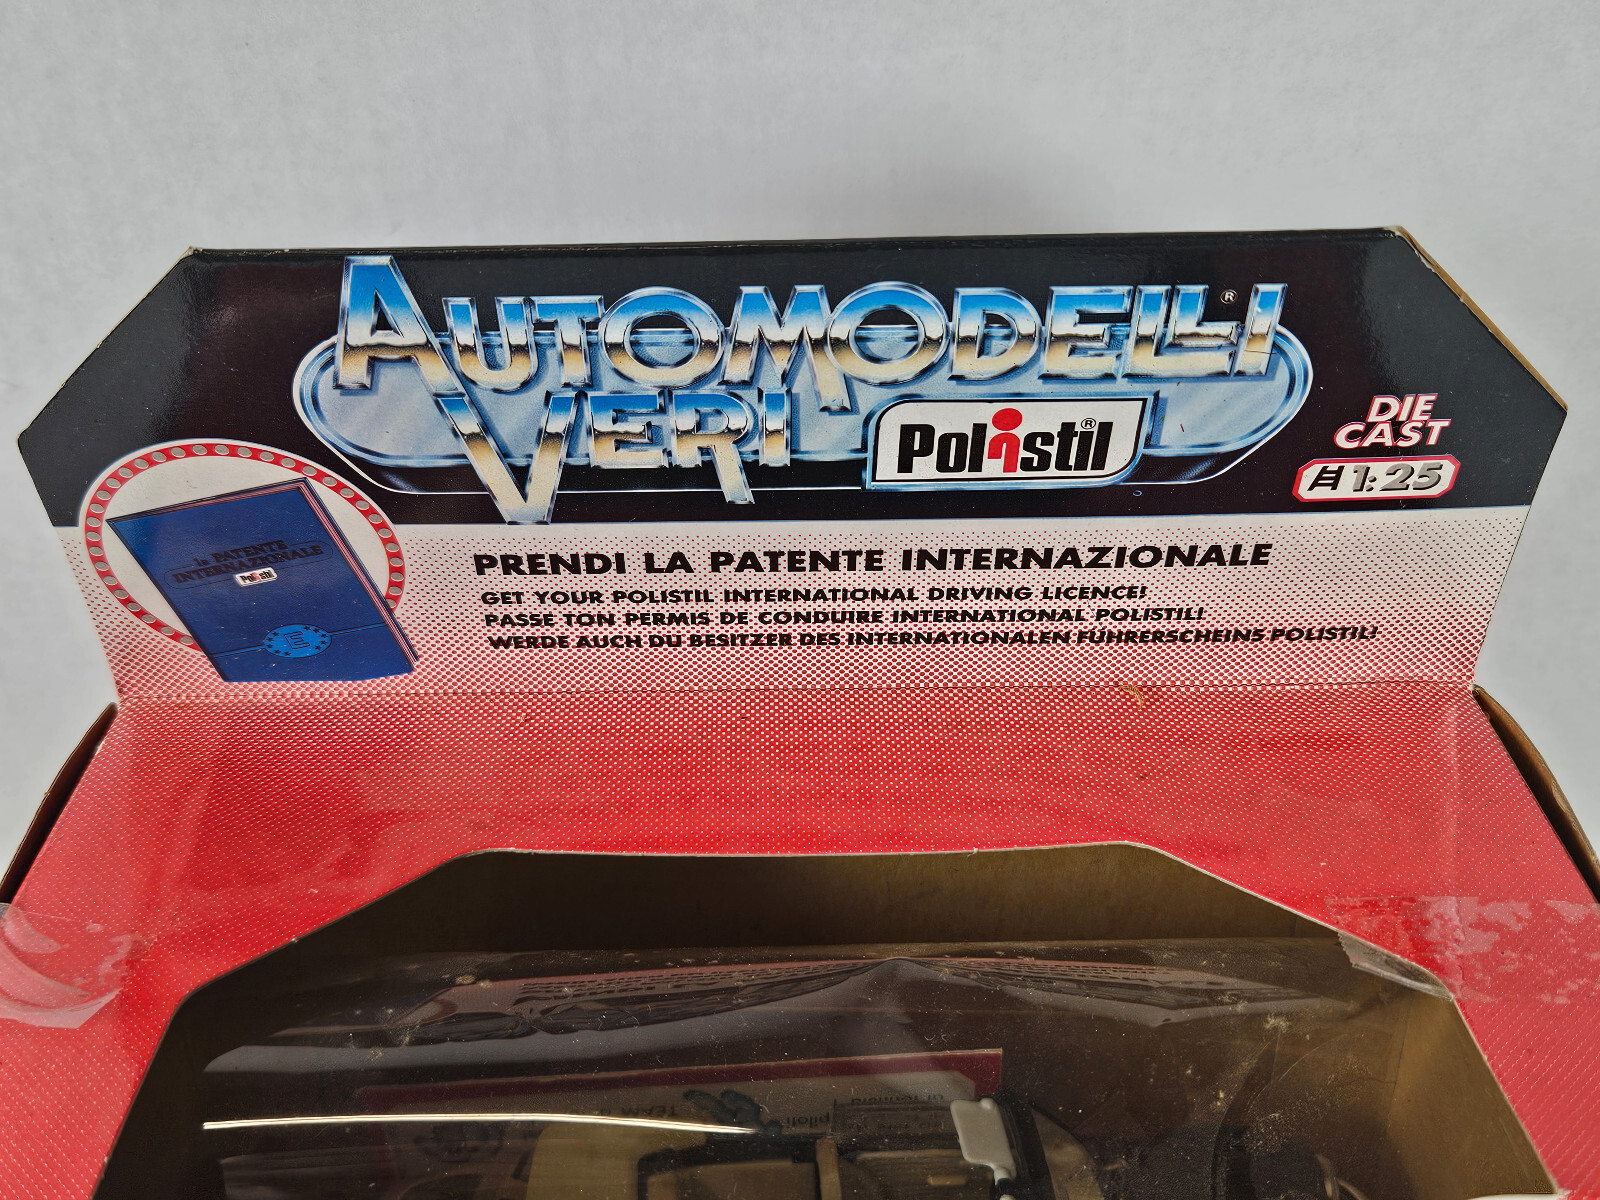 AUTOMODELLI ®
VERI
Polistil ®
DIE
CAST
1:25
la PATENTE
INTERNAZIONALE
Polistil
E
PRENDI LA PATENTE INTERNAZIONALE
GET YOUR POLISTIL INTERNATIONAL DRIVING LICENCE!
PASSE TON PERMIS DE CONDUIRE INTERNATIONAL POLISTIL!
WERDE AUCH DU BESITZER DES INTERNATIONALEN FÜHRERSCHEINS POLISTIL!